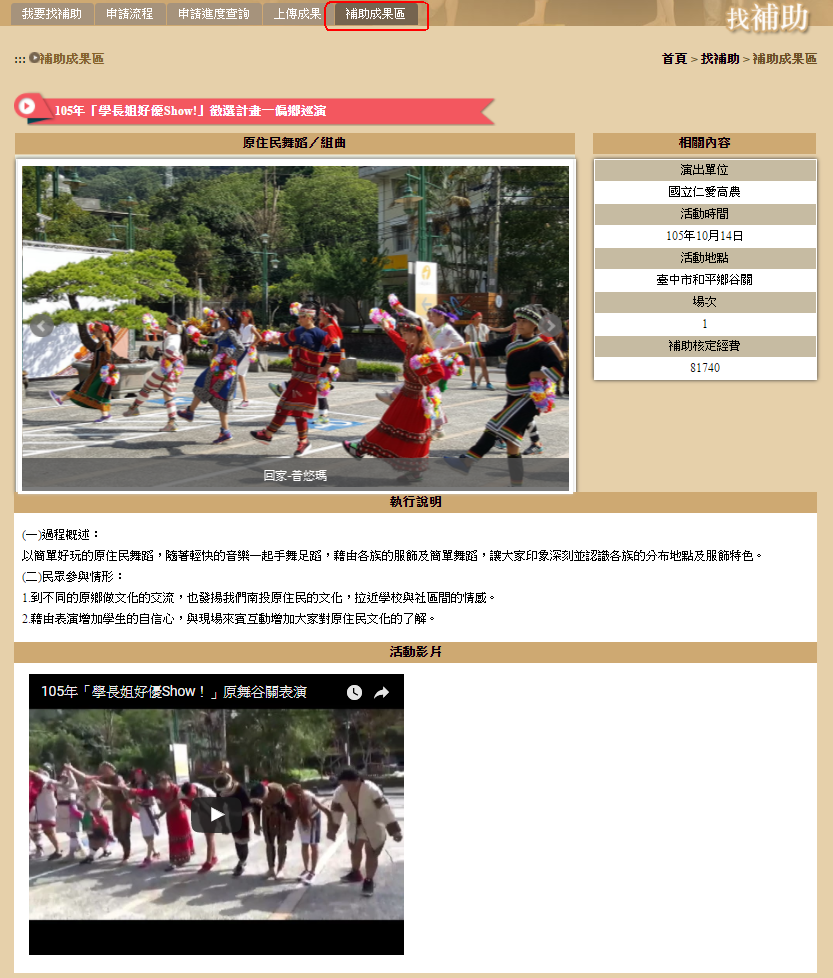 我要找補助 申請流程 申請進度查詢 上傳成果 補助成果區
找補助
::: 補助成果區 首頁 > 找補助 > 補助成果區
105年「學長姐好優Show!」徵選計畫—偏鄉巡演
原住民舞蹈／組曲
回家-普悠瑪
相關內容
演出單位
國立仁愛高農
活動時間
105年10月14日
活動地點
臺中市和平鄉谷關
場次
1
補助核定經費
81740
執行說明
(一)過程概述：
以簡單好玩的原住民舞蹈，隨著輕快的音樂一起手舞足蹈，藉由各族的服飾及簡單舞蹈，讓大家印象深刻並認識各族的分布地點及服飾特色。
(二)民眾參與情形：
1.到不同的原鄉做文化的交流，也發揚我們南投原住民的文化，拉近學校與社區間的情感。
2.藉由表演增加學生的自信心，與現場來賓互動增加大家對原住民文化的了解。
活動影片
105年「學長姐好優Show！」原舞谷關表演